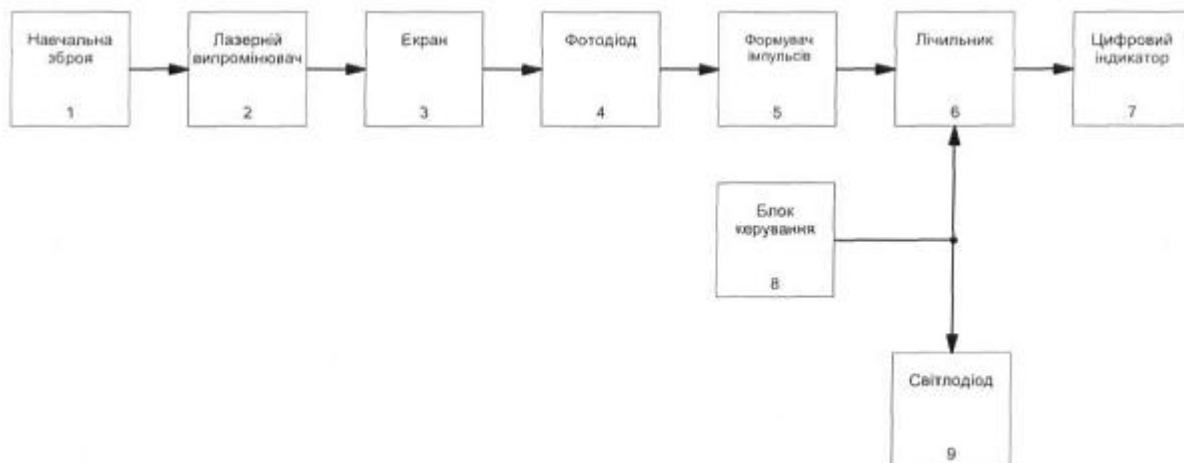 Навчальна
зброя
1
Лазерній
випромінювач
2
Екран
3
Фотодіод
4
Формувач
імпульсів
5
Лічильник
6
Цифровий
індикатор
7
Блок
керування
8
Світлодіод
9